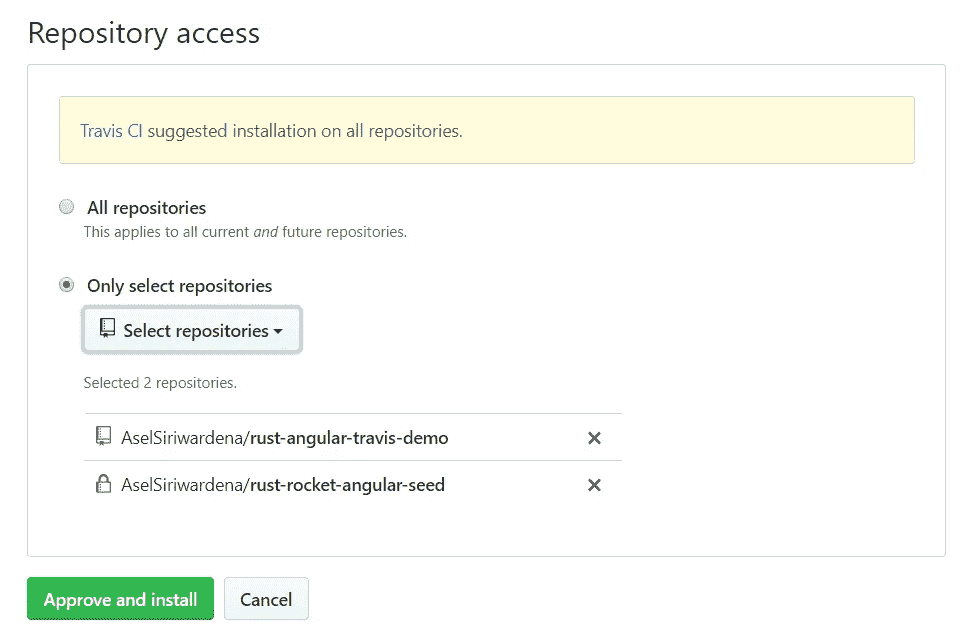 Repository access
Travis CI suggested installation on all repositories.
All repositories
This applies to all current and future repositories.
Only select repositories
Select repositories
Selected 2 repositories.
AselSiriwardena/rust-angular-travis-demo
AselSiriwardena/rust-rocket-angular-seed
Approve and install Cancel